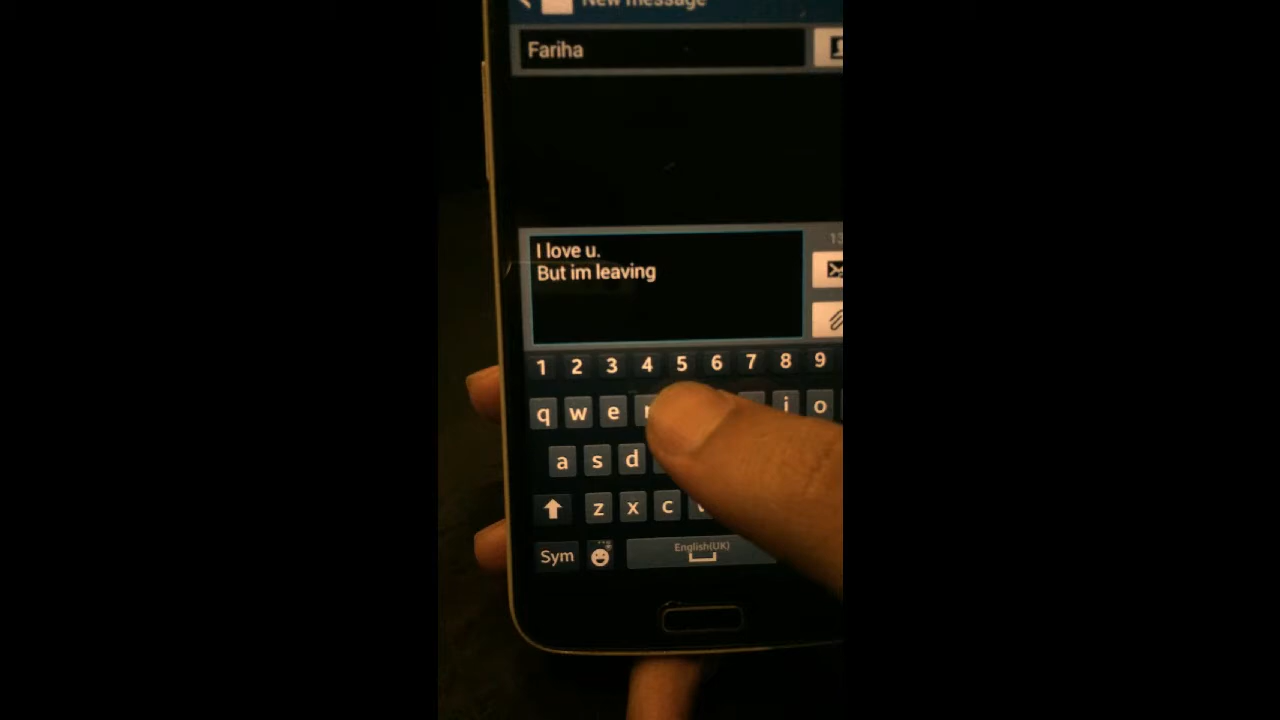 New message
Fariha
I love u.
But im leaving
1 2 3 4 5 6 7 8 9
q w e r i o
a s d
z x c
Sym
English(UK)